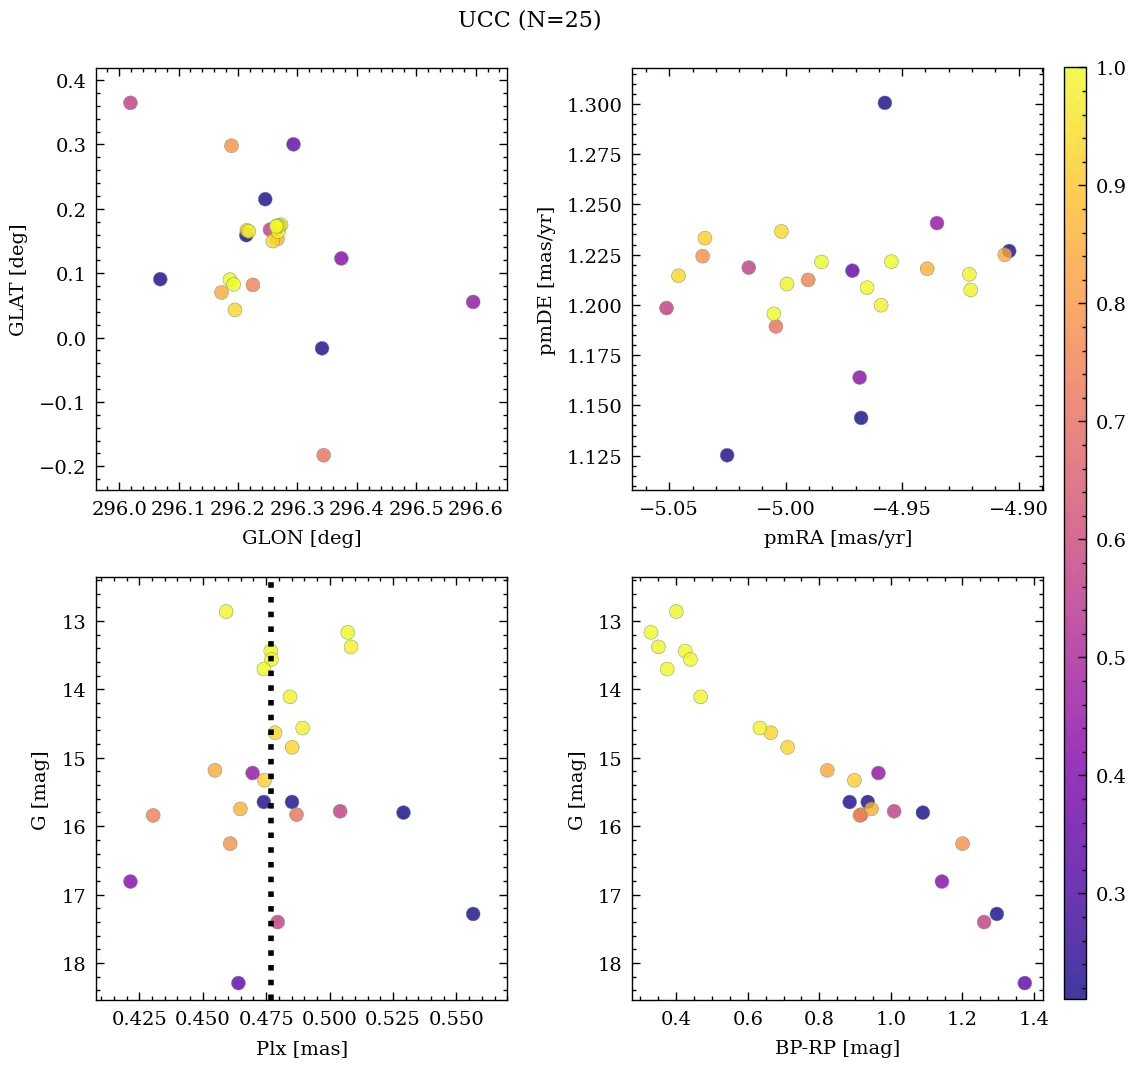 UCC (N=25)
0.4
0.3
0.2
0.1
0.0
−0.1
−0.2
GLAT [deg]
296.0 296.1 296.2 296.3 296.4 296.5 296.6
GLON [deg]
1.300
1.275
1.250
1.225
1.200
1.175
1.150
1.125
pmDE [mas/yr]
−5.05 −5.00 −4.95 −4.90
pmRA [mas/yr]
13
14
15
16
17
18
G [mag]
0.425 0.450 0.475 0.500 0.525 0.550
Plx [mas]
13
14
15
16
17
18
G [mag]
0.4 0.6 0.8 1.0 1.2 1.4
BP-RP [mag]
1.0
0.9
0.8
0.7
0.6
0.5
0.4
0.3